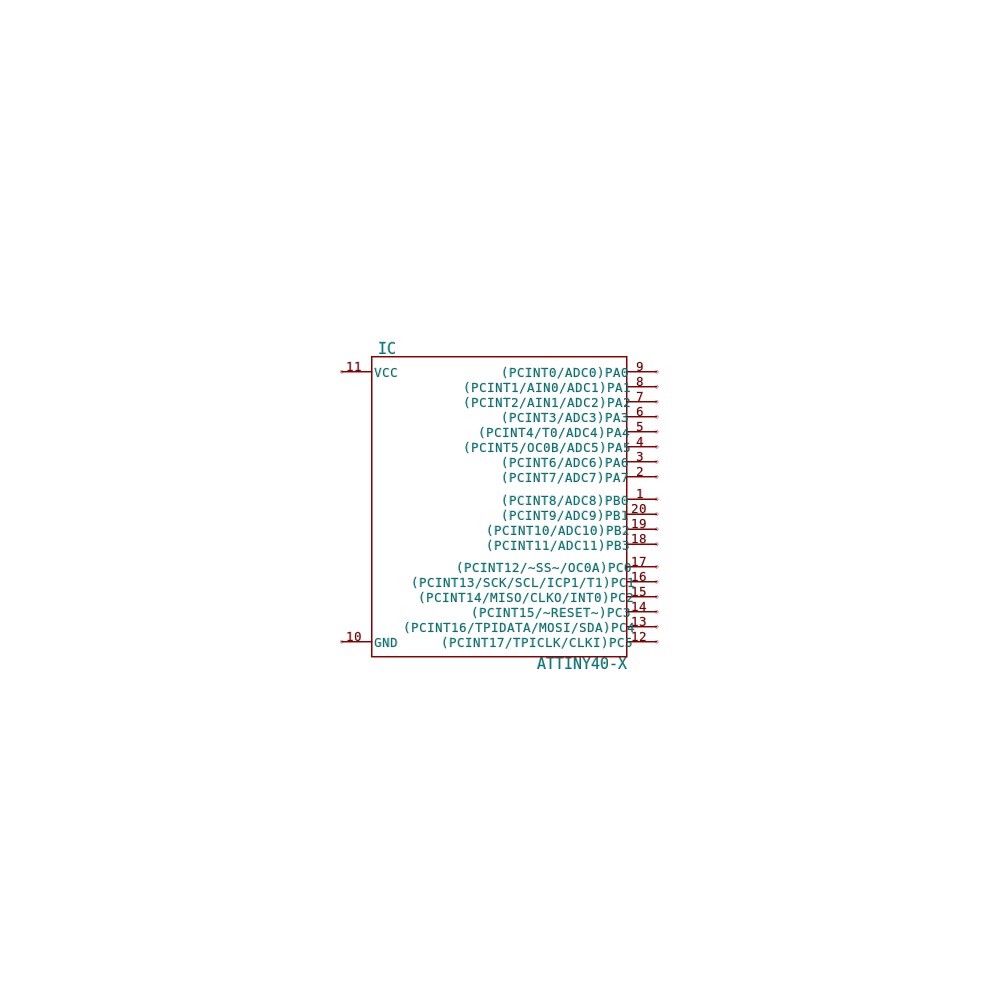 IC
11 VCC (PCINT0/ADC0)PA0 9
(PCINT1/AIN0/ADC1)PA1 8
(PCINT2/AIN1/ADC2)PA2 7
(PCINT3/ADC3)PA3 6
(PCINT4/T0/ADC4)PA4 5
(PCINT5/OC0B/ADC5)PA5 4
(PCINT6/ADC6)PA6 3
(PCINT7/ADC7)PA7 2
(PCINT8/ADC8)PB0 1
(PCINT9/ADC9)PB1 20
(PCINT10/ADC10)PB2 19
(PCINT11/ADC11)PB3 18
(PCINT12/~SS~/OC0A)PC0 17
(PCINT13/SCK/SCL/ICP1/T1)PC1 16
(PCINT14/MISO/CLKO/INT0)PC2 15
(PCINT15/~RESET~)PC3 14
(PCINT16/TPIDATA/MOSI/SDA)PC4 13
10 GND (PCINT17/TPICLK/CLKI)PC5 12
ATTINY40-X